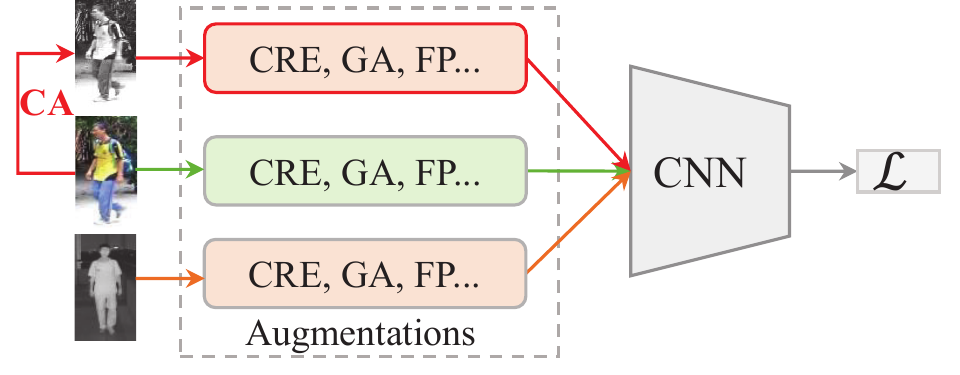 CRE, GA, FP...
CA
CRE, GA, FP...
CNN
ℒ
CRE, GA, FP...
Augmentations